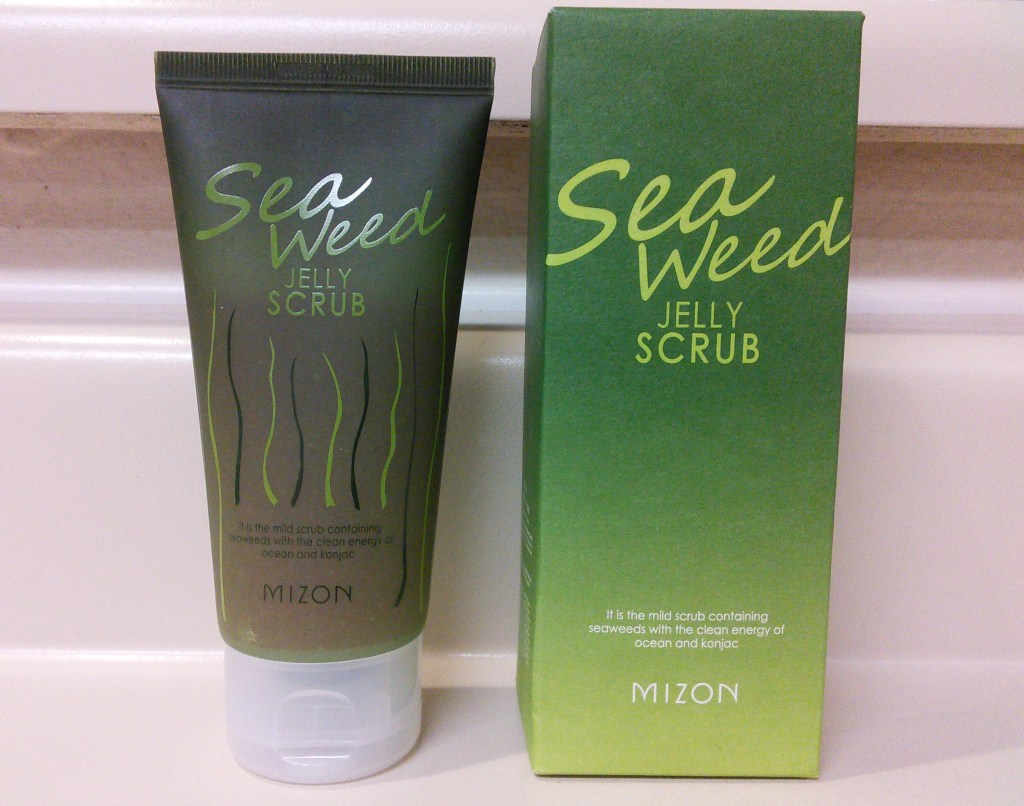 Sea
Weed
JELLY
SCRUB
It is the mild scrub containing
seaweeds with the clean energy of
ocean and konjac
MIZON
Sea
Weed
JELLY
SCRUB
It is the mild scrub containing
seaweeds with the clean energy of
ocean and konjac
MIZON